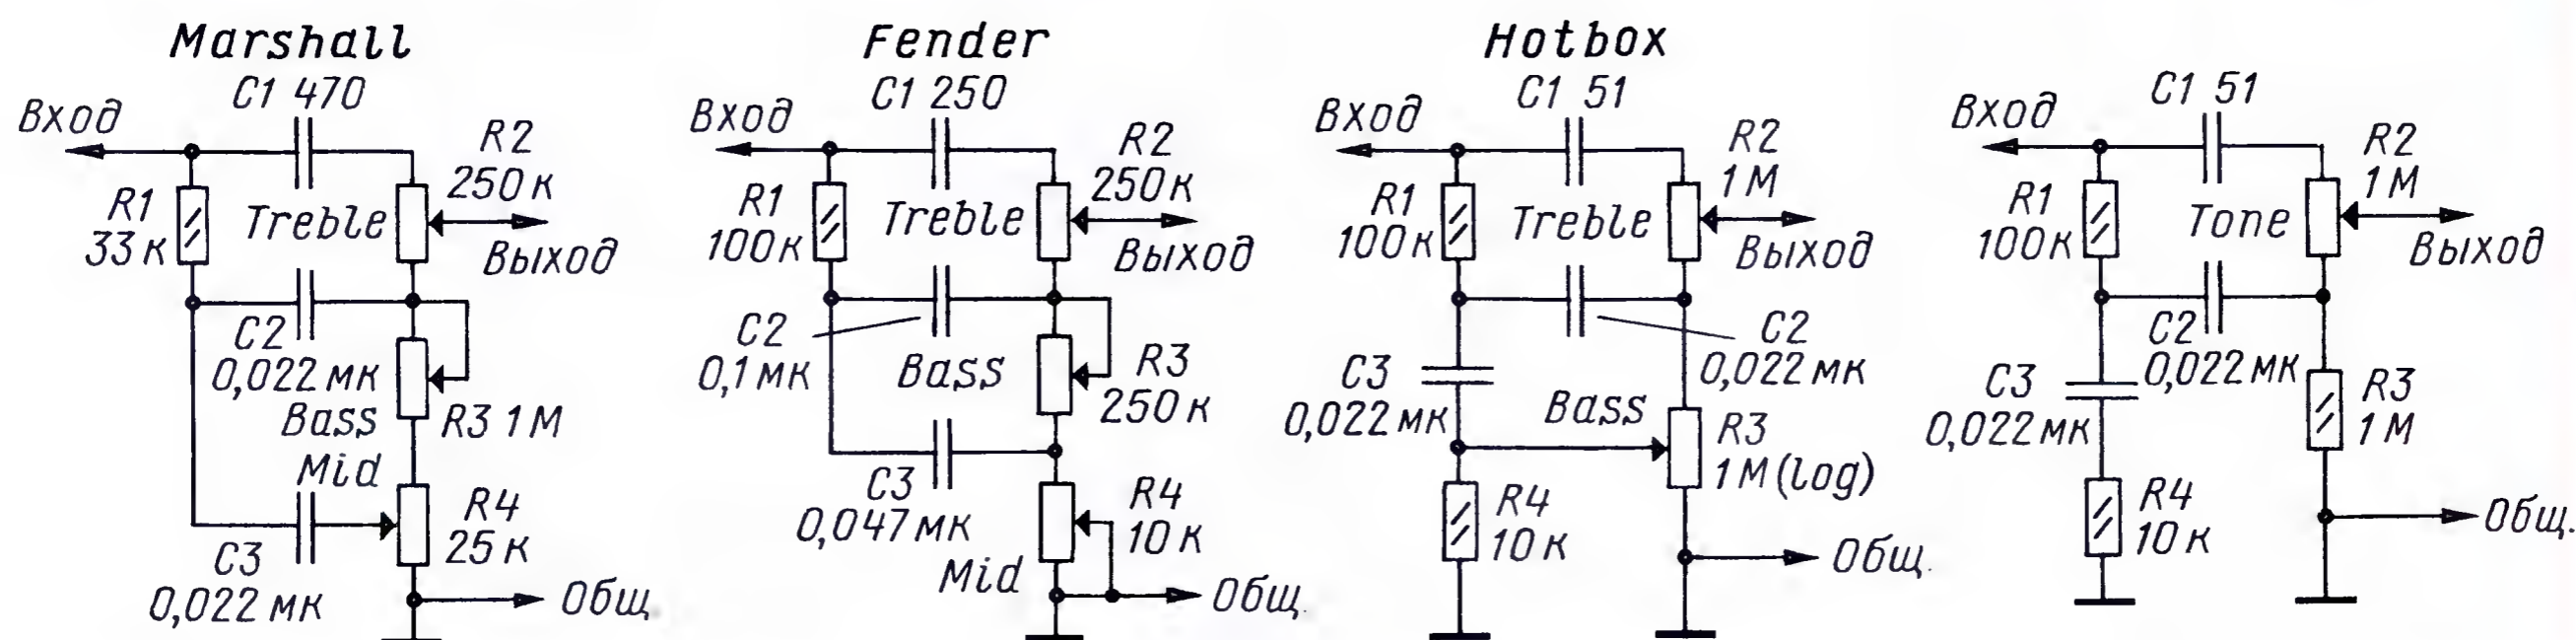 Marshall
C1 470
Вход
R2
250 к
R1
33 к
Treble
Выход
C2
0,022 мк
Bass
R3 1 М
Mid
R4
25 к
C3
0,022 мк
Общ.
Fender
C1 250
Вход
R2
250 к
R1
100 к
Treble
Выход
C2
0,1 мк
Bass
R3
250 к
C3
0,047 мк
R4
10 к
Mid
Общ.
Hotbox
C1 51
Вход
R2
1 М
R1
100 к
Treble
Выход
C2
0,022 мк
C3
0,022 мк
Bass
R3
1 М (log)
R4
10 к
Общ.
C1 51
Вход
R2
1 М
R1
100 к
Tone
Выход
C2
0,022 мк
C3
0,022 мк
R3
1 М
R4
10 к
Общ.